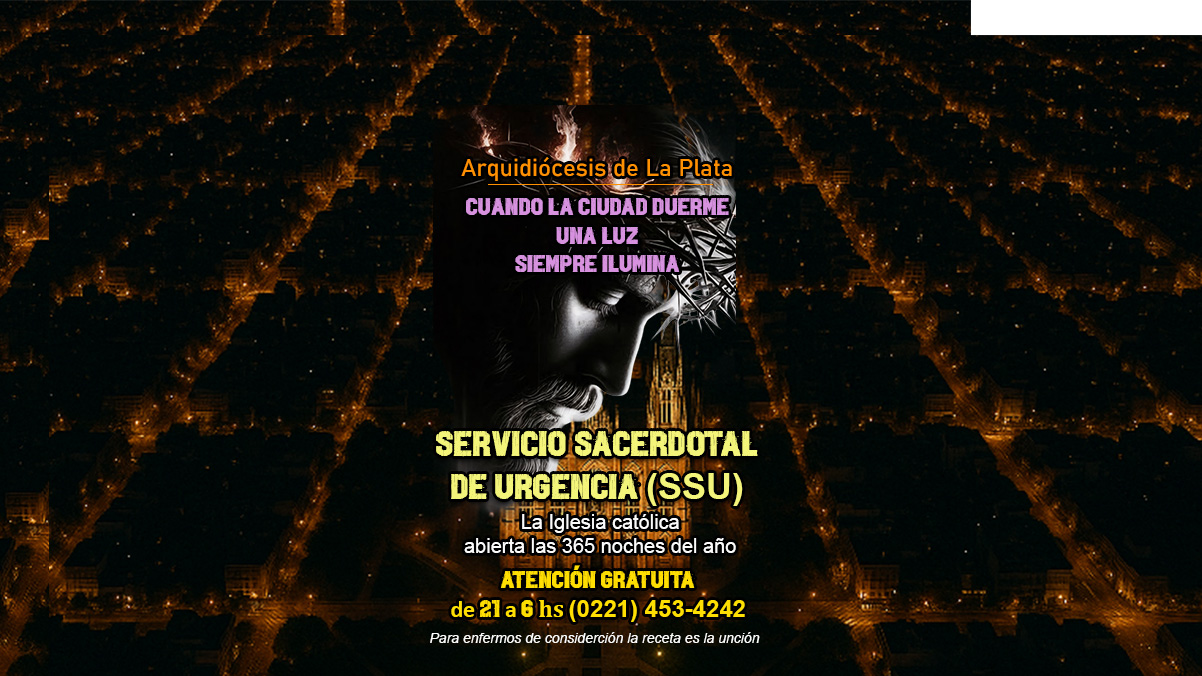 Arquidiócesis de La Plata
CUANDO LA CIUDAD DUERME
UNA LUZ
SIEMPRE ILUMINA
SERVICIO SACERDOTAL
DE URGENCIA (SSU)
La Iglesia católica
abierta las 365 noches del año
ATENCIÓN GRATUITA
de 21 a 6 hs (0221) 453-4242
Para enfermos de considerción la receta es la unción